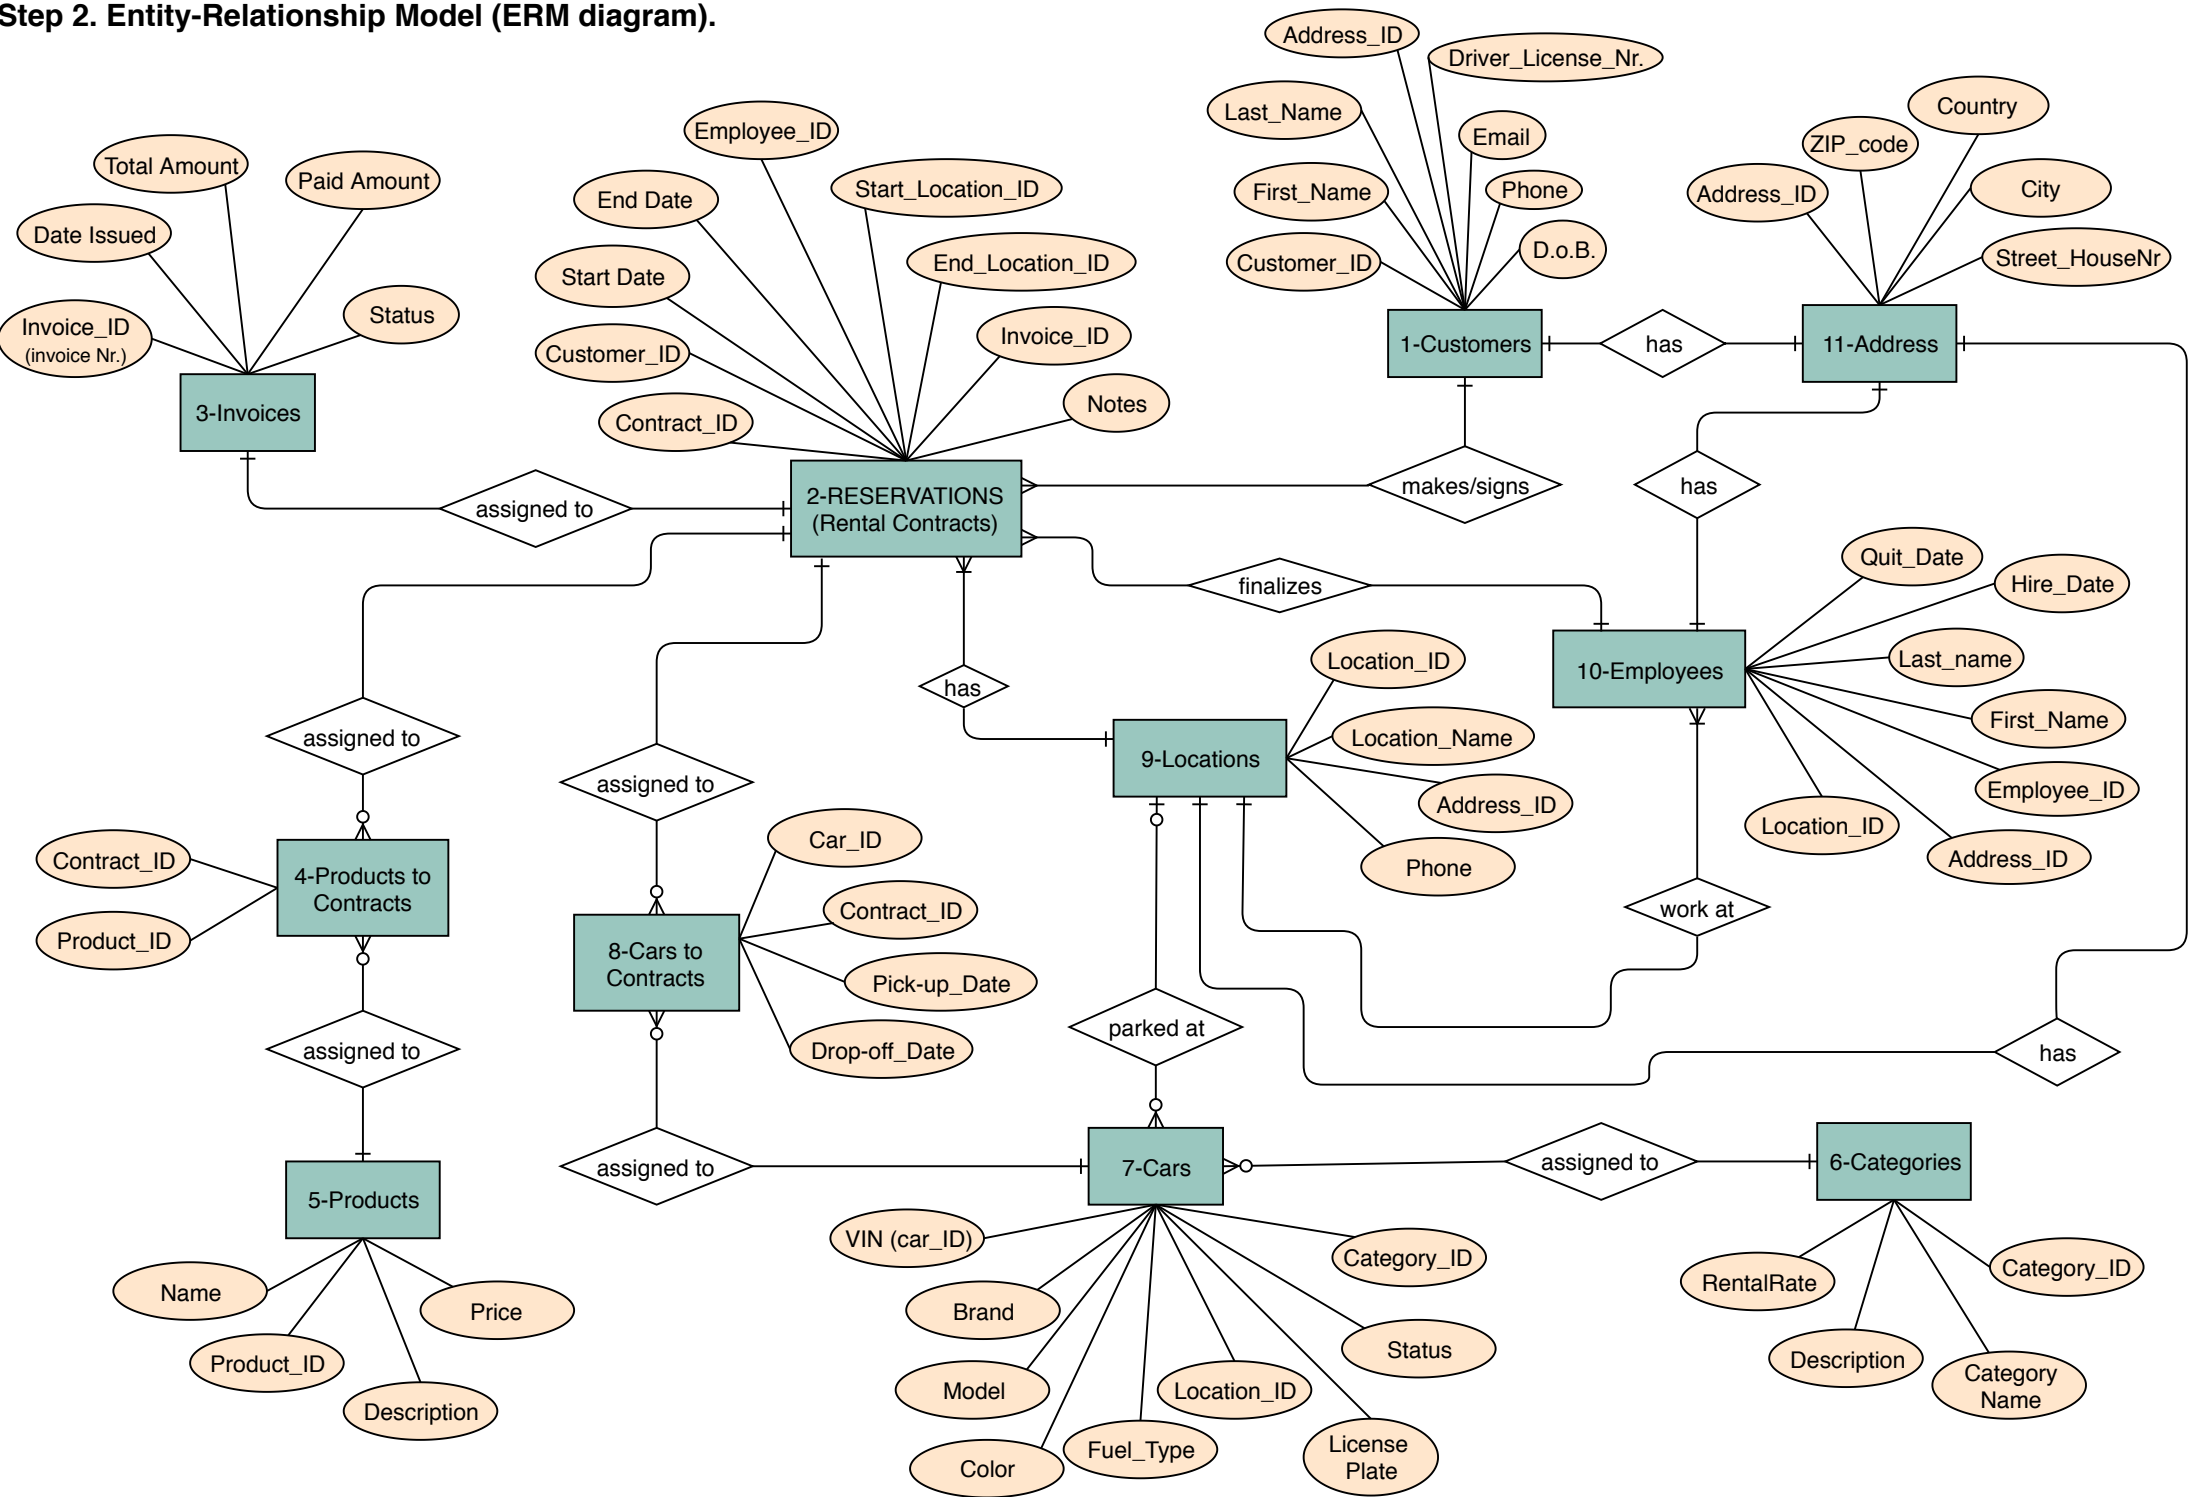 Step 2. Entity-Relationship Model (ERM diagram).
Address_ID
Driver_License_Nr.
Last_Name
Email
First_Name
Phone
Customer_ID
D.o.B.
Country
ZIP_code
Address_ID
City
Street_HouseNr
Total Amount
Paid Amount
Date Issued
Invoice_ID
(invoice Nr.)
Status
3-Invoices
Employee_ID
End Date
Start_Location_ID
Start Date
End_Location_ID
Customer_ID
Invoice_ID
Contract_ID
Notes
1-Customers
has
11-Address
assigned to
2-RESERVATIONS
(Rental Contracts)
makes/signs
has
finalizes
Quit_Date
Hire_Date
Last_name
First_Name
Employee_ID
Address_ID
Location_ID
10-Employees
has
Location_ID
Location_Name
Address_ID
Phone
9-Locations
assigned to
assigned to
work at
Contract_ID
Product_ID
4-Products to
Contracts
Car_ID
Contract_ID
Pick-up_Date
Drop-off_Date
8-Cars to
Contracts
parked at
has
assigned to
5-Products
assigned to
7-Cars
assigned to
6-Categories
Name
Product_ID
Description
Price
VIN (car_ID)
Brand
Model
Color
Fuel_Type
Location_ID
License
Plate
Status
Category_ID
RentalRate
Description
Category
Name
Category_ID